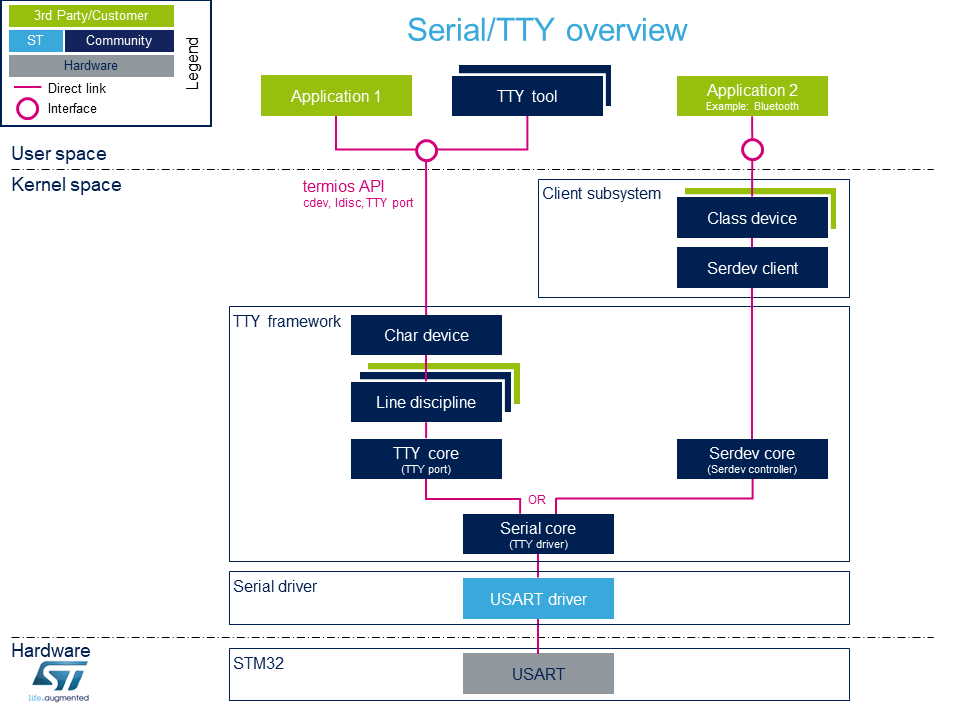 3rd Party/Customer
ST
Community
Hardware
Direct link
Interface
Legend
Serial/TTY overview
Application 1
TTY tool
Application 2
Example: Bluetooth
User space
Kernel space
termios API
cdev, ldisc, TTY port
Client subsystem
Class device
Serdev client
TTY framework
Char device
Line discipline
TTY core
(TTY port)
Serdev core
(Serdev controller)
OR
Serial core
(TTY driver)
Serial driver
USART driver
Hardware
STM32
USART
ST
life.augmented